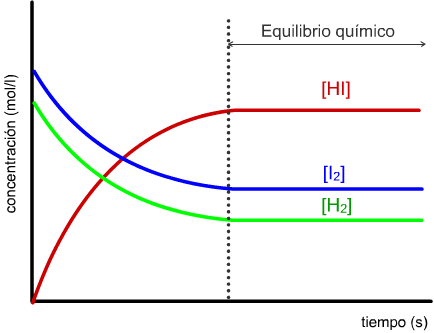 Equilibrio químico
[HI]
[I₂]
[H₂]
concentración (mol/l)
tiempo (s)